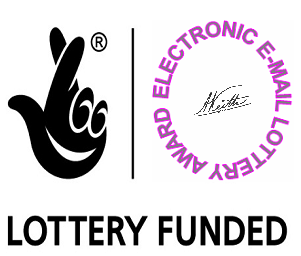 ®
ELECTRONIC E-MAIL LOTTERY AWARD
LOTTERY FUNDED